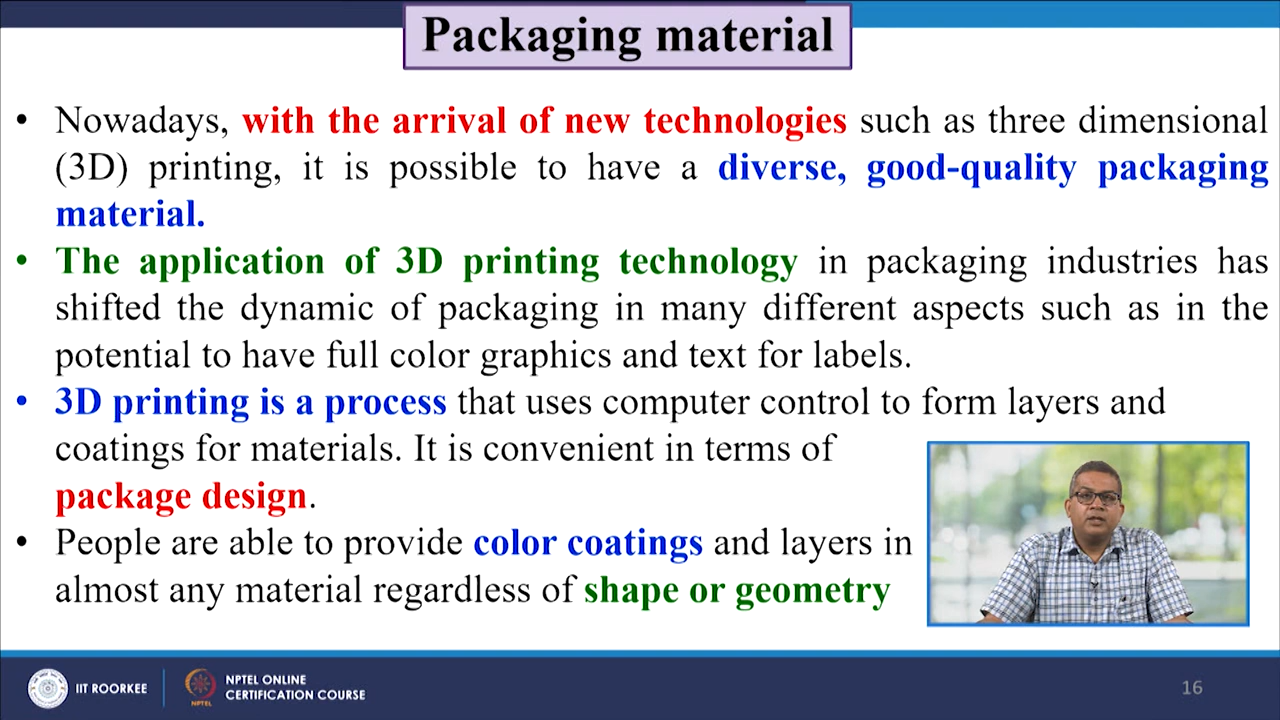 Packaging material
• Nowadays, with the arrival of new technologies such as three dimensional
(3D) printing, it is possible to have a diverse, good-quality packaging
material.
• The application of 3D printing technology in packaging industries has
shifted the dynamic of packaging in many different aspects such as in the
potential to have full color graphics and text for labels.
• 3D printing is a process that uses computer control to form layers and
coatings for materials. It is convenient in terms of
package design.
• People are able to provide color coatings and layers in
almost any material regardless of shape or geometry
IIT ROORKEE
NPTEL
NPTEL ONLINE
CERTIFICATION COURSE
16